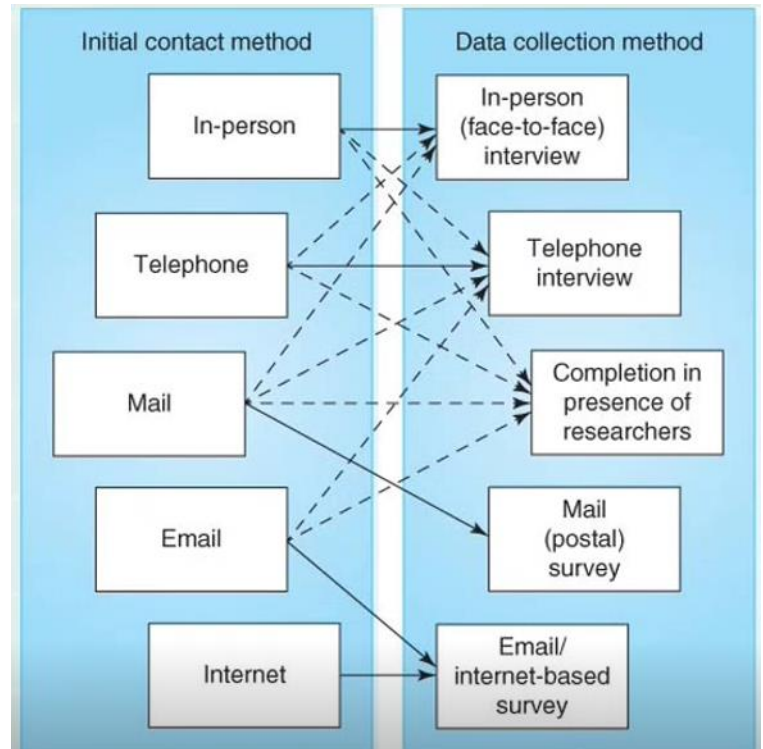 Initial contact method
Data collection method
In-person
In-person
(face-to-face)
interview
Telephone
Telephone
interview
Mail
Completion in
presence of
researchers
Email
Mail
(postal)
survey
Internet
Email/
internet-based
survey